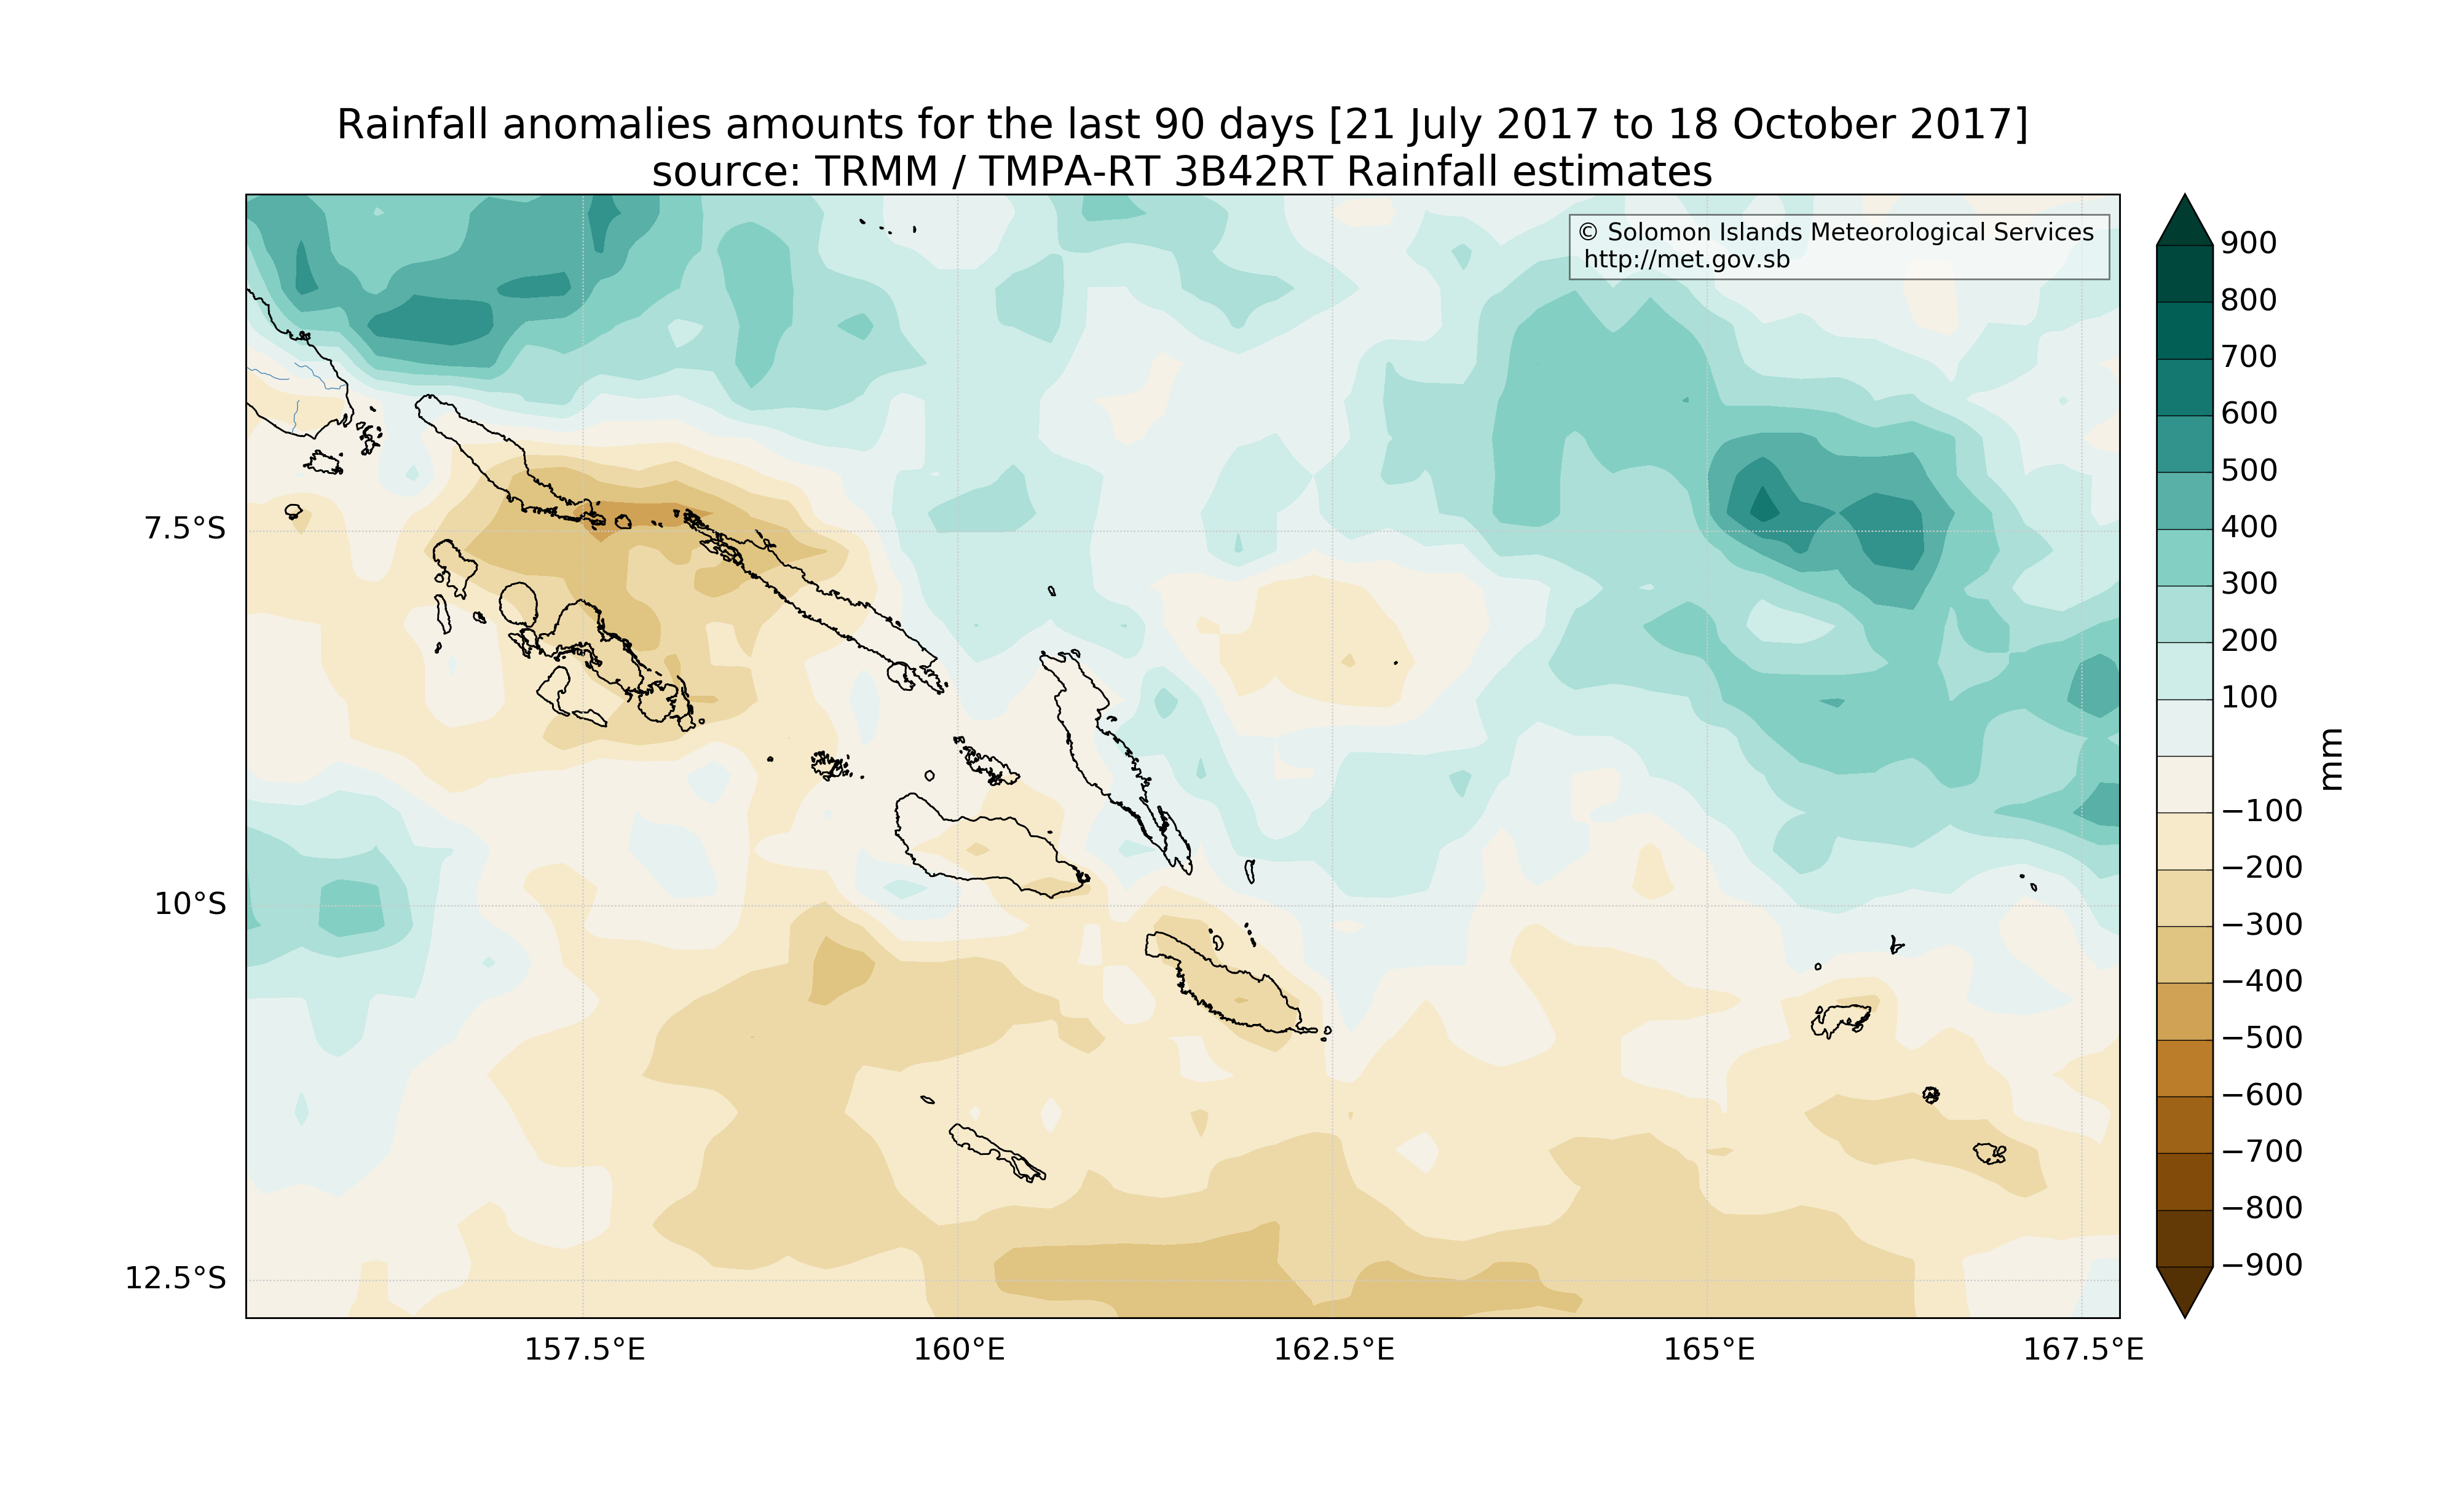 Rainfall anomalies amounts for the last 90 days [21 July 2017 to 18 October 2017]
source: TRMM / TMPA-RT 3B42RT Rainfall estimates
© Solomon Islands Meteorological Services
http://met.gov.sb
7.5°S
10°S
12.5°S
157.5°E
160°E
162.5°E
165°E
167.5°E
900
800
700
600
500
400
300
200
100
−100
−200
−300
−400
−500
−600
−700
−800
−900
mm